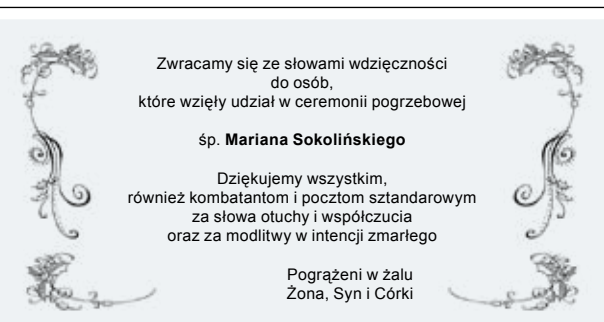 Zwracamy się ze słowami wdzięczności
do osób,
które wzięły udział w ceremonii pogrzebowej
śp. Mariana Sokolińskiego
Dziękujemy wszystkim,
również kombatantom i pocztom sztandarowym
za słowa otuchy i współczucia
oraz za modlitwy w intencji zmarłego
Pogrążeni w żalu
Żona, Syn i Córki